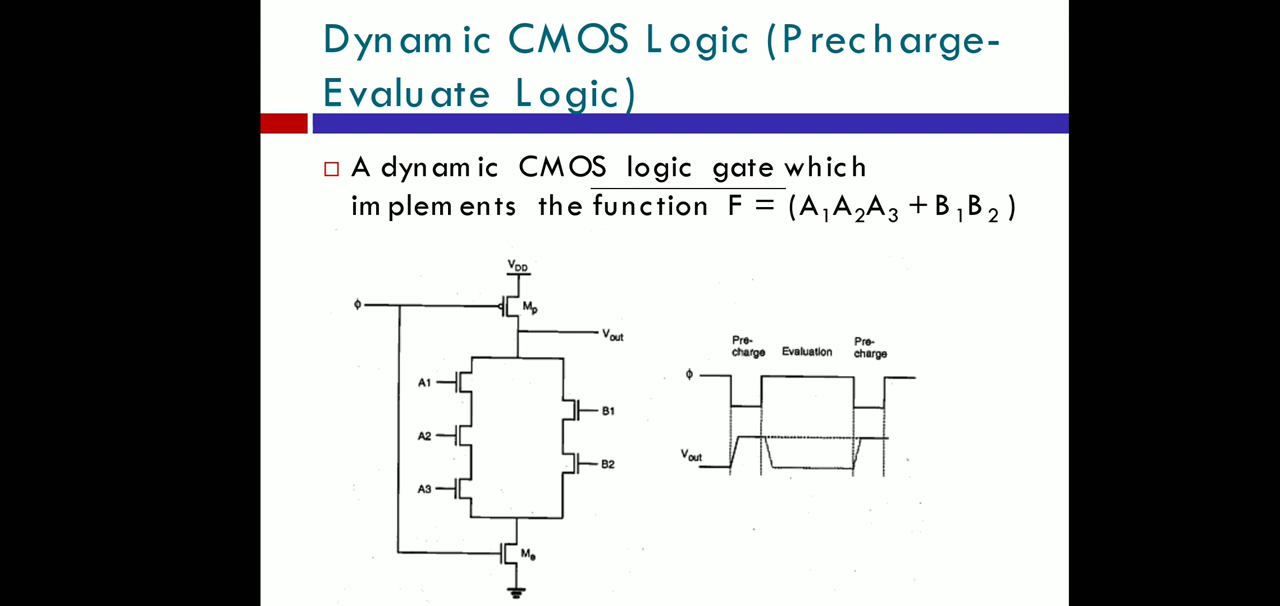 Dynamic CMOS Logic (Precharge-
Evaluate Logic)
A dynamic CMOS logic gate which
implements the function F = (A₁A₂A₃ + B₁B₂)
V_DD
ϕ
M_p
V_out
A1
B1
A2
B2
A3
M_e
Pre-
charge
Evaluation
Pre-
charge
ϕ
V_out